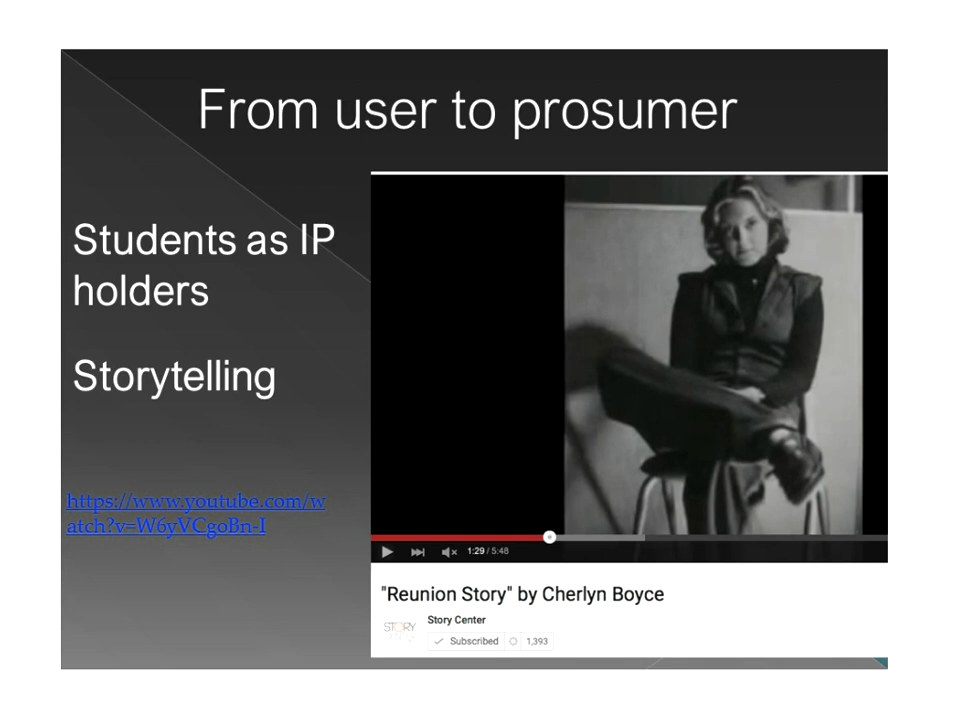 From user to prosumer
Students as IP
holders
Storytelling
https://www.youtube.com/w
atch?v=W6yVCgoBn-I
1:29 / 5:48
"Reunion Story" by Cherlyn Boyce
STORY
Story Center
Subscribed
1,393